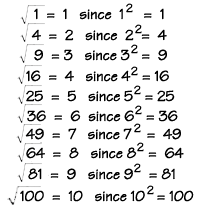 √1 = 1 since 1² = 1
√4 = 2 since 2² = 4
√9 = 3 since 3² = 9
√16 = 4 since 4² = 16
√25 = 5 since 5² = 25
√36 = 6 since 6² = 36
√49 = 7 since 7² = 49
√64 = 8 since 8² = 64
√81 = 9 since 9² = 81
√100 = 10 since 10² = 100